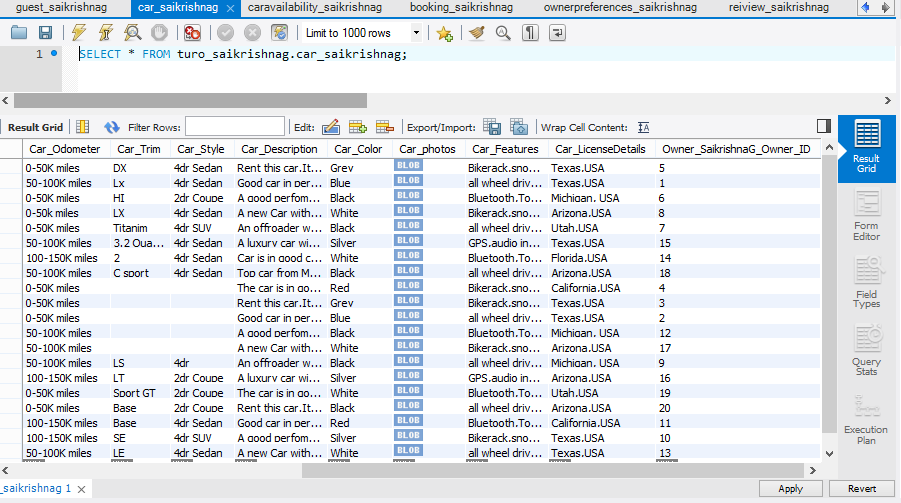 guest_saikrishnag car_saikrishnag caravailability_saikrishnag booking_saikrishnag ownerpreferences_saikrishnag reiview_saikrishnag
Limit to 1000 rows
1 SELECT * FROM turo_saikrishnag.car_saikrishnag;
Result Grid Filter Rows: Edit: Export/Import: Wrap Cell Content:
Car_Odometer Car_Trim Car_Style Car_Description Car_Color Car_photos Car_Features Car_LicenseDetails Owner_SaikrishnaG_Owner_ID
0-50K miles DX 4dr Sedan Rent this car.It... Grey BLOB Bikerack,sno... Texas,USA 5
50-100K miles Lx 4dr Sedan Good car in per... Blue BLOB all wheel driv... Texas,USA 1
0-50K miles HI 2dr Coupe A good perfom... Black BLOB Bluetooth,To... Michigan, USA 6
0-50k miles LX 4dr Sedan A new Car with... White BLOB Bikerack,sno... Arizona,USA 8
0-50K miles Titanim 4dr SUV An offroader w... Black BLOB all wheel driv... Utah,USA 7
50-100K miles 3.2 Qua... 4dr Sedan A luxury car wi... Silver BLOB GPS,audio in... Texas,USA 15
100-150K miles 2 4dr Sedan Car is in good c... White BLOB Bluetooth,To... Florida,USA 14
50-100K miles C sport 4dr Sedan Top car from M... Black BLOB all wheel driv... Arizona,USA 18
0-50K miles The car is in go... Red BLOB Bikerack,sno... California,USA 4
0-50K miles Rent this car.It... Grey BLOB Bikerack,sno... Texas,USA 3
0-50K miles Good car in per... Blue BLOB all wheel driv... Texas,USA 2
50-100K miles A good perfom... Black BLOB Bluetooth,To... Michigan, USA 12
50-100K miles A new Car with... White BLOB Bikerack,sno... Arizona,USA 17
50-100K miles LS 4dr An offroader w... Black BLOB all wheel driv... Michigan, USA 9
100-150K miles LT 2dr Coupe A luxury car wi... Silver BLOB GPS,audio in... Arizona,USA 16
0-50K miles Sport GT 2dr Coupe The car is in go... White BLOB Bluetooth,To... Utah,USA 19
0-50K miles Base 2dr Coupe Rent this car.It... Black BLOB all wheel driv... Arizona,USA 20
100-150K miles Base 4dr Sedan Good car in per... Red BLOB Bluetooth,To... California,USA 11
100-150K miles SE 4dr SUV A good perfom... Silver BLOB Bikerack,sno... Texas,USA 10
50-100K miles LE 4dr Sedan A new Car with... White BLOB all wheel driv... Texas,USA 13
Result
Grid
Form
Editor
Field
Types
Query
Stats
Execution
Plan
_saikrishnag 1 Apply Revert